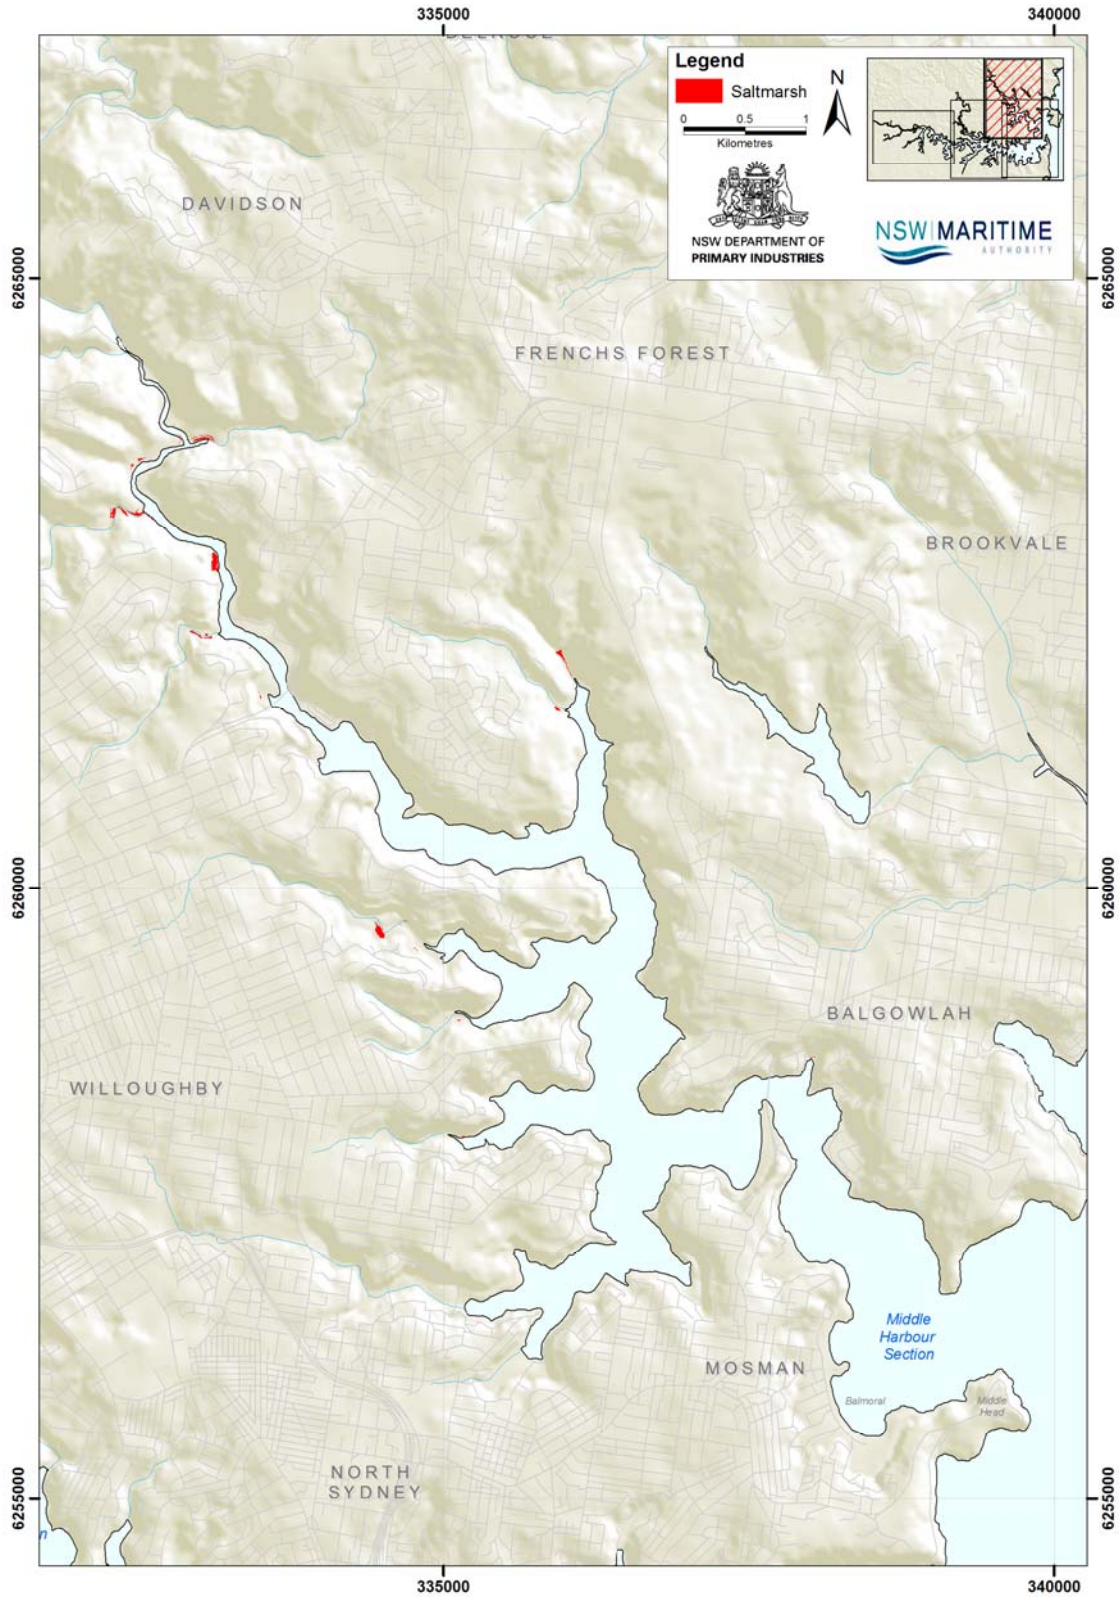 335000
340000
BELROSE
Legend
Saltmarsh
N
0 0.5 1
Kilometres
NSW DEPARTMENT OF
PRIMARY INDUSTRIES
NSW MARITIME
AUTHORITY
DAVIDSON
6265000
6265000
FRENCHS FOREST
BROOKVALE
6260000
6260000
BALGOWLAH
WILLOUGHBY
Middle
Harbour
Section
MOSMAN
Balmoral
Middle
Head
NORTH
SYDNEY
6255000
6255000
n
335000
340000